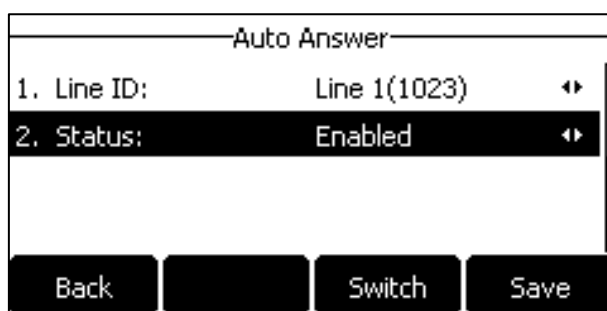 Auto Answer
1. Line ID: Line 1(1023)
2. Status: Enabled
Back Switch Save